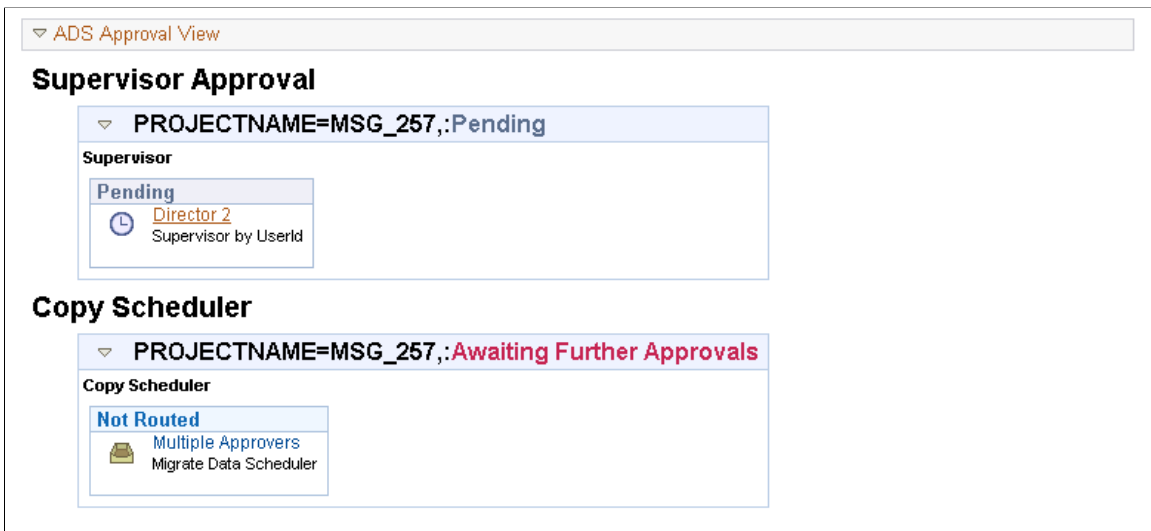 ADS Approval View
Supervisor Approval
PROJECTNAME=MSG_257,:Pending
Supervisor
Pending
Director 2
Supervisor by UserId
Copy Scheduler
PROJECTNAME=MSG_257,:Awaiting Further Approvals
Copy Scheduler
Not Routed
Multiple Approvers
Migrate Data Scheduler